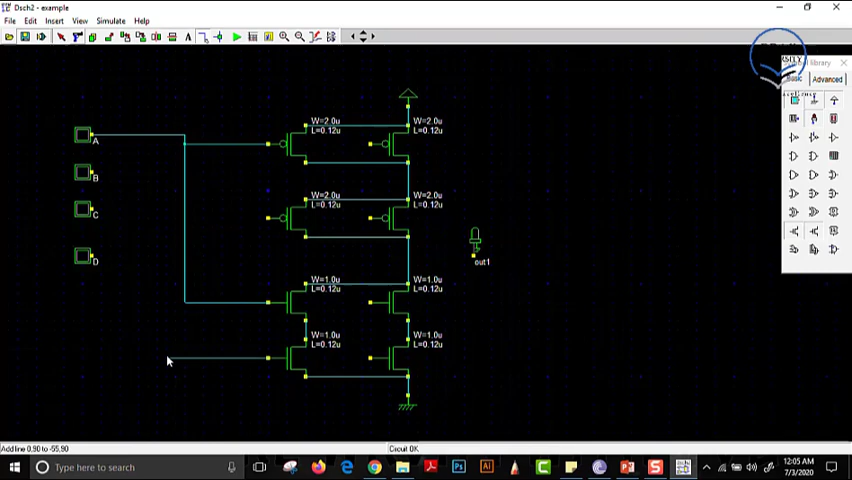 Dsch2 - example
File Edit Insert View Simulate Help
Symbol library
Basic Advanced
A
B
C
D
W=2.0u
L=0.12u
W=2.0u
L=0.12u
W=2.0u
L=0.12u
W=2.0u
L=0.12u
out1
W=1.0u
L=0.12u
W=1.0u
L=0.12u
W=1.0u
L=0.12u
W=1.0u
L=0.12u
Add line 0,90 to -55,90
Circuit OK
Type here to search
12:05 AM
7/3/2020